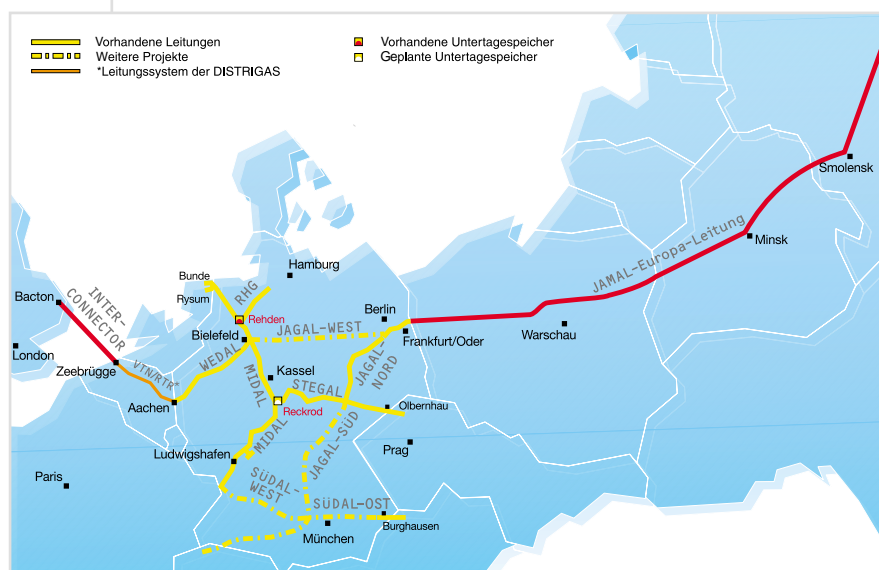 Vorhandene Leitungen
Weitere Projekte
*Leitungssystem der DISTRIGAS
Vorhandene Untertagespeicher
Geplante Untertagespeicher
Smolensk
Minsk
JAMAL-Europa-Leitung
Hamburg
Bunde
Rysum
RHG
Bacton
INTER-
CONNECTOR
Berlin
Rehden
JAGAL-WEST
Warschau
Bielefeld
Frankfurt/Oder
London
Zeebrügge
VTN/RTR*
WEDAL
Kassel
JAGAL-
NORD
MIDAL
STEGAL
Aachen
Reckrod
Olbernhau
MIDAL
JAGAL-SÜD
Prag
Ludwigshafen
Paris
SÜDAL-
WEST
SÜDAL-OST
Burghausen
München